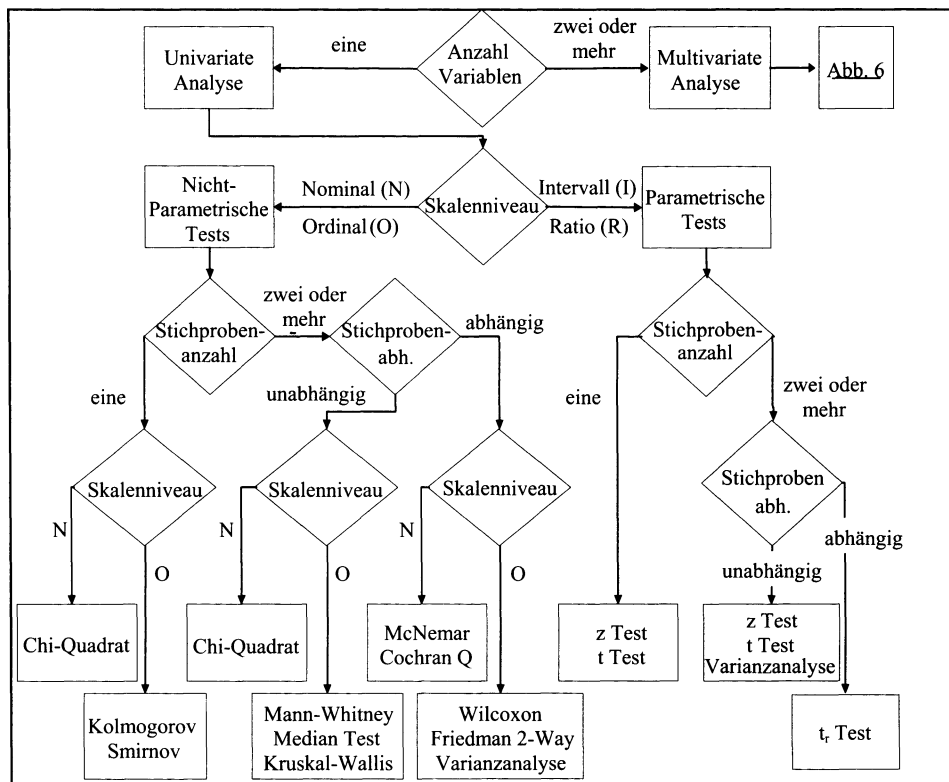 Univariate
Analyse
eine
Anzahl
Variablen
zwei oder
mehr
Multivariate
Analyse
Abb. 6
Nicht-
Parametrische
Tests
Nominal (N)
Ordinal (O)
Skalenniveau
Intervall (I)
Ratio (R)
Parametrische
Tests
Stichproben-
anzahl
zwei oder
mehr
Stichproben-
abh.
abhängig
Stichproben-
anzahl
eine
unabhängig
eine
zwei oder
mehr
Skalenniveau
Skalenniveau
Skalenniveau
Stichproben
abh.
N
O
N
O
N
O
unabhängig
abhängig
Chi-Quadrat
Chi-Quadrat
McNemar
Cochran Q
z Test
t Test
z Test
t Test
Varianzanalyse
Kolmogorov
Smirnov
Mann-Whitney
Median Test
Kruskal-Wallis
Wilcoxon
Friedman 2-Way
Varianzanalyse
tr Test